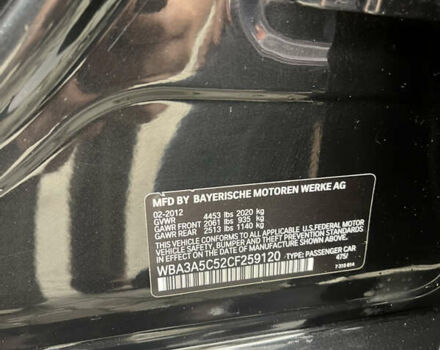 MFD BY BAYERISCHE MOTOREN WERKE AG
02-2012
GVWR 4453 lbs 2020 kg
GAWR FRONT 2061 lbs 935 kg
GAWR REAR 2513 lbs 1140 kg
THIS VEHICLE CONFORMS TO ALL APPLICABLE U.S.FEDERAL MOTOR
VEHICLE SAFETY, BUMPER, AND THEFT PREVENTION
STANDARDS IN EFFECT ON THE DATE OF MANUFACTURE SHOWN ABOVE.
WBA3A5C52CF259120 TYPE: PASSENGER CAR
475/